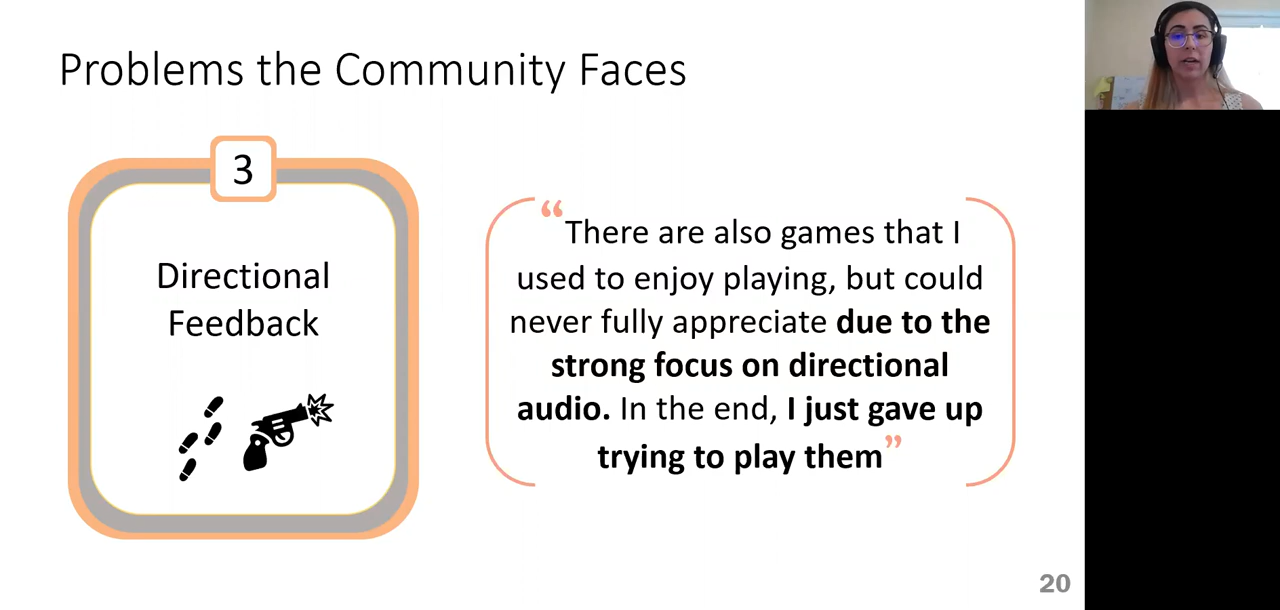 Problems the Community Faces
3
Directional
Feedback
“There are also games that I
used to enjoy playing, but could
never fully appreciate due to the
strong focus on directional
audio. In the end, I just gave up
trying to play them”
20